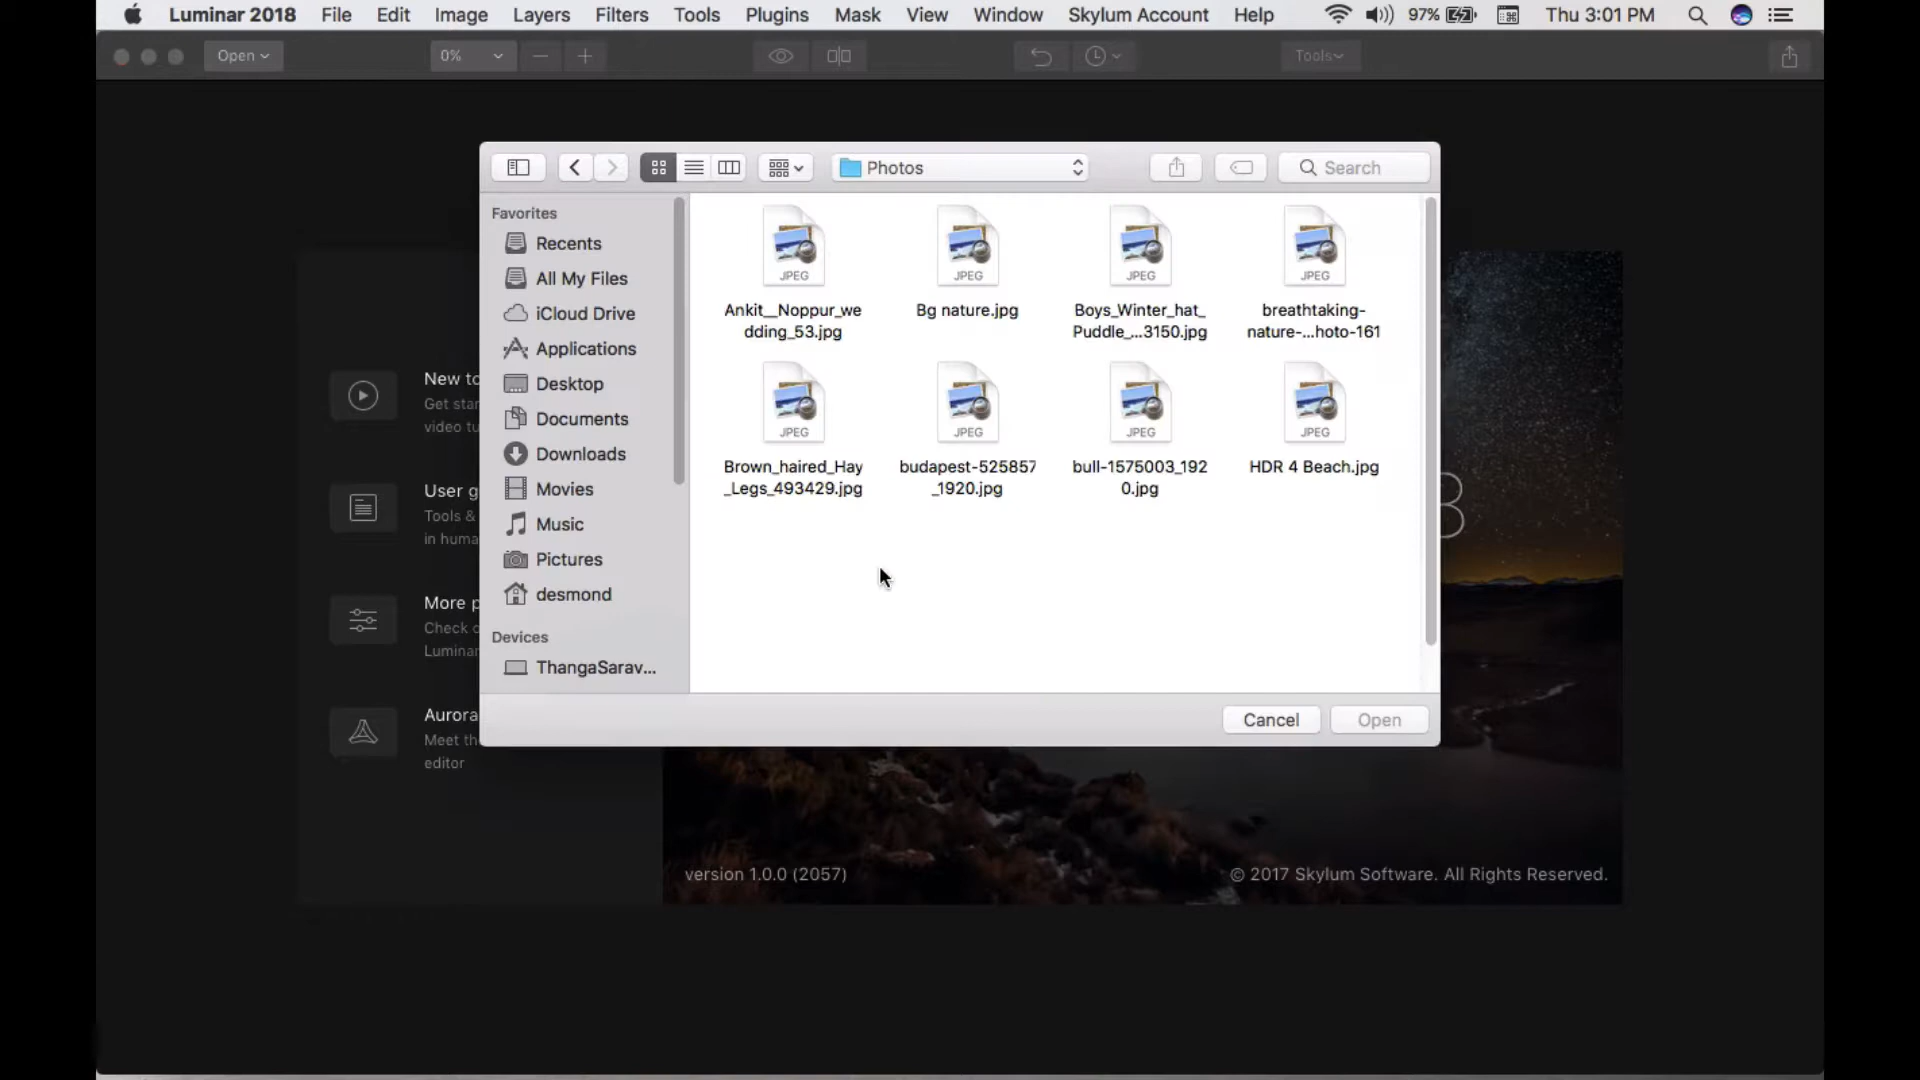 Luminar 2018 File Edit Image Layers Filters Tools Plugins Mask View Window Skylum Account Help 97% Thu 3:01 PM
Open 0% Tools
Photos Search
Favorites
Recents
All My Files
iCloud Drive
Applications
Desktop
Documents
Downloads
Movies
Music
Pictures
desmond
Devices
ThangaSarav...
JPEG JPEG JPEG JPEG
Ankit__Noppur_we Bg nature.jpg Boys_Winter_hat_ breathtaking-
dding_53.jpg Puddle_...3150.jpg nature-...hoto-161
JPEG JPEG JPEG JPEG
Brown_haired_Hay budapest-525857 bull-1575003_192 HDR 4 Beach.jpg
_Legs_493429.jpg _1920.jpg 0.jpg
Cancel Open
New to
Get star
video tu
User g
Tools &
in huma
More p
Check o
Luminar
Aurora
Meet th
editor
8
version 1.0.0 (2057) © 2017 Skylum Software. All Rights Reserved.